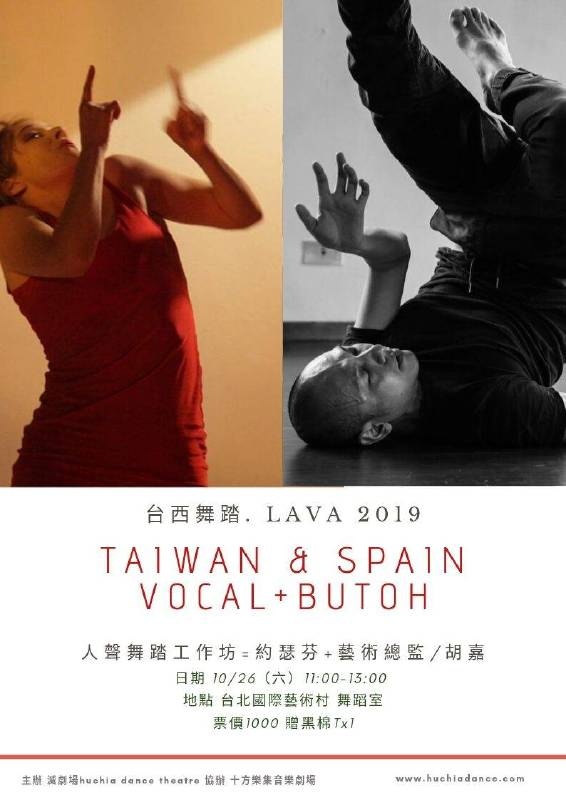 台西舞踏. LAVA 2019
TAIWAN & SPAIN
VOCAL+BUTOH
人聲舞踏工作坊=約瑟芬+藝術總監/胡嘉
日期 10/26（六）11:00-13:00
地點 台北國際藝術村 舞蹈室
票價1000 贈黑棉Tx1
主辦 滅劇場huchia dance theatre 協辦 十方樂集音樂劇場
www.huchiadance.com